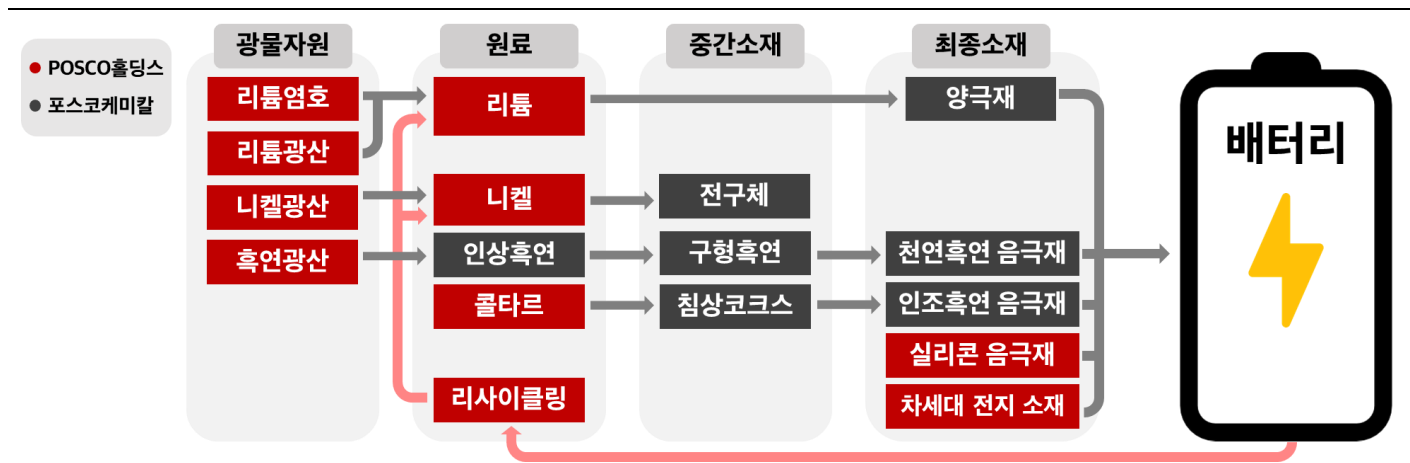 POSCO홀딩스
포스코케미칼
광물자원
리튬염호
리튬광산
니켈광산
흑연광산
원료
리튬
니켈
인상흑연
콜타르
리사이클링
중간소재
전구체
구형흑연
침상코크스
최종소재
양극재
천연흑연 음극재
인조흑연 음극재
실리콘 음극재
차세대 전지 소재
배터리